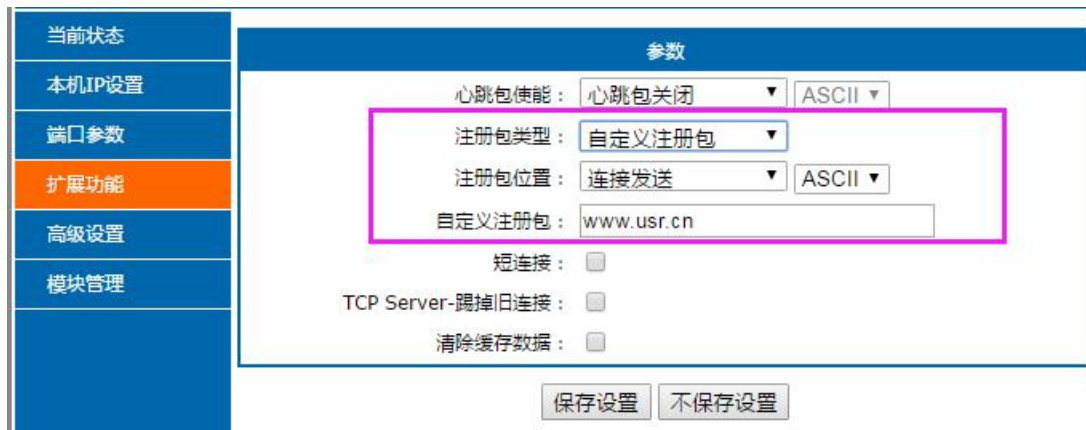 当前状态
本机IP设置
端口参数
扩展功能
高级设置
模块管理
参数
心跳包使能： 心跳包关闭 ASCII
注册包类型： 自定义注册包
注册包位置： 连接发送 ASCII
自定义注册包： www.usr.cn
短连接：
TCP Server-踢掉旧连接：
清除缓存数据：
保存设置 不保存设置